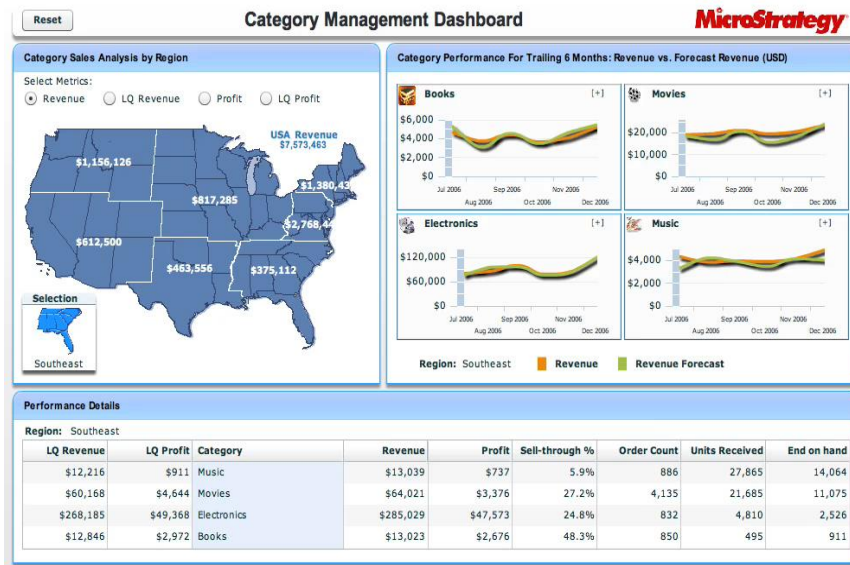 Reset
Category Management Dashboard
MicroStrategy
Category Sales Analysis by Region
Select Metrics:
Revenue LQ Revenue Profit LQ Profit
USA Revenue
$7,573,463
$1,156,126
$1,380,43
$817,285
$2,768,44
$612,500
$463,556
$375,112
Selection
Southeast
Category Performance For Trailing 6 Months: Revenue vs. Forecast Revenue (USD)
Books [+]
$6,000
$4,000
$2,000
$0
Jul 2006 Sep 2006 Nov 2006
Aug 2006 Oct 2006 Dec 2006
Movies [+]
$20,000
$10,000
$0
Jul 2006 Sep 2006 Nov 2006
Aug 2006 Oct 2006 Dec 2006
Electronics [+]
$120,000
$60,000
$0
Jul 2006 Sep 2006 Nov 2006
Aug 2006 Oct 2006 Dec 2006
Music [+]
$4,000
$2,000
$0
Jul 2006 Sep 2006 Nov 2006
Aug 2006 Oct 2006 Dec 2006
Region: Southeast Revenue Revenue Forecast
Performance Details
Region: Southeast
LQ Revenue LQ Profit Category Revenue Profit Sell-through % Order Count Units Received End on hand
$12,216 $911 Music $13,039 $737 5.9% 886 27,865 14,064
$60,168 $4,644 Movies $64,021 $3,376 27.2% 4,135 21,685 11,075
$268,185 $49,368 Electronics $285,029 $47,573 24.8% 832 4,810 2,526
$12,846 $2,972 Books $13,023 $2,676 48.3% 850 495 911